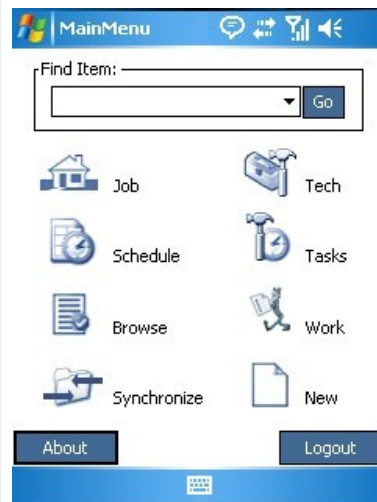 MainMenu
Find Item:
Go
Job Tech
Schedule Tasks
Browse Work
Synchronize New
About Logout